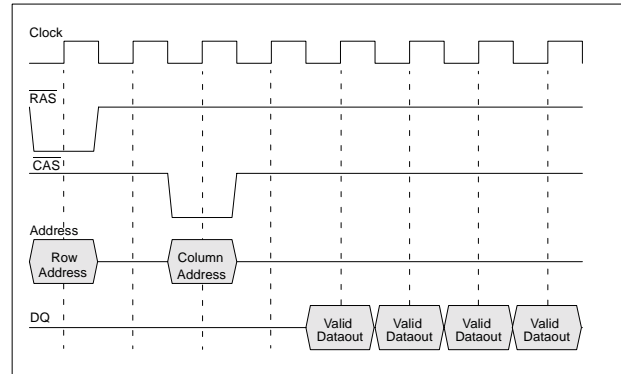 Clock
RAS
CAS
Address
Row
Address
Column
Address
DQ
Valid
Dataout
Valid
Dataout
Valid
Dataout
Valid
Dataout